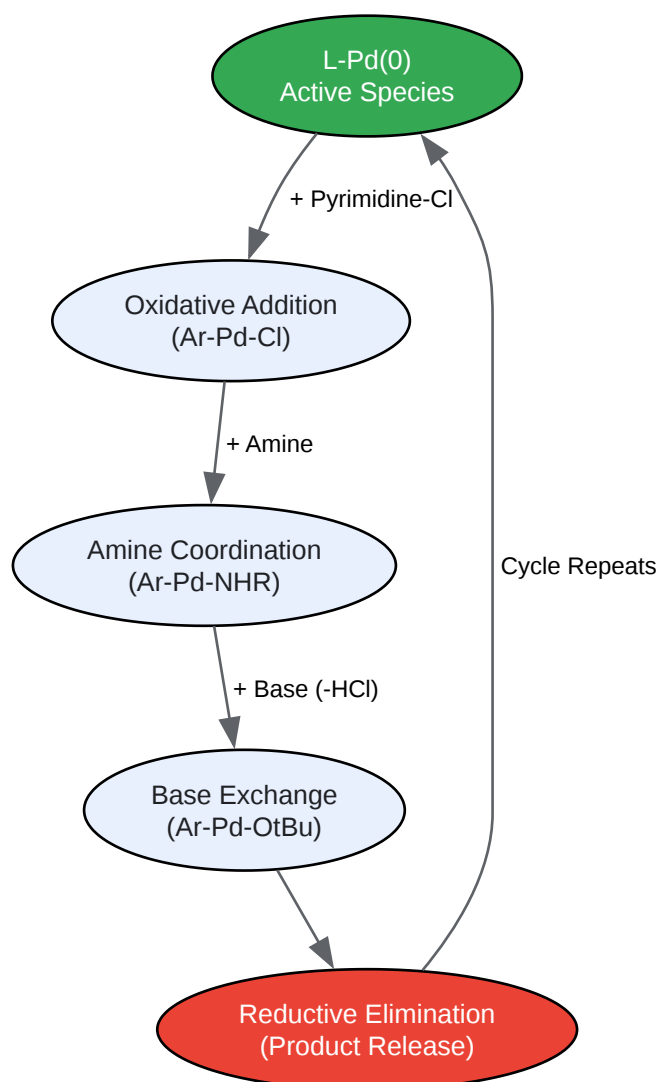 L-Pd(0)
Active Species
+ Pyrimidine-Cl
Oxidative Addition
(Ar-Pd-Cl)
+ Amine
Amine Coordination
(Ar-Pd-NHR)
Cycle Repeats
+ Base (-HCl)
Base Exchange
(Ar-Pd-OtBu)
Reductive Elimination
(Product Release)